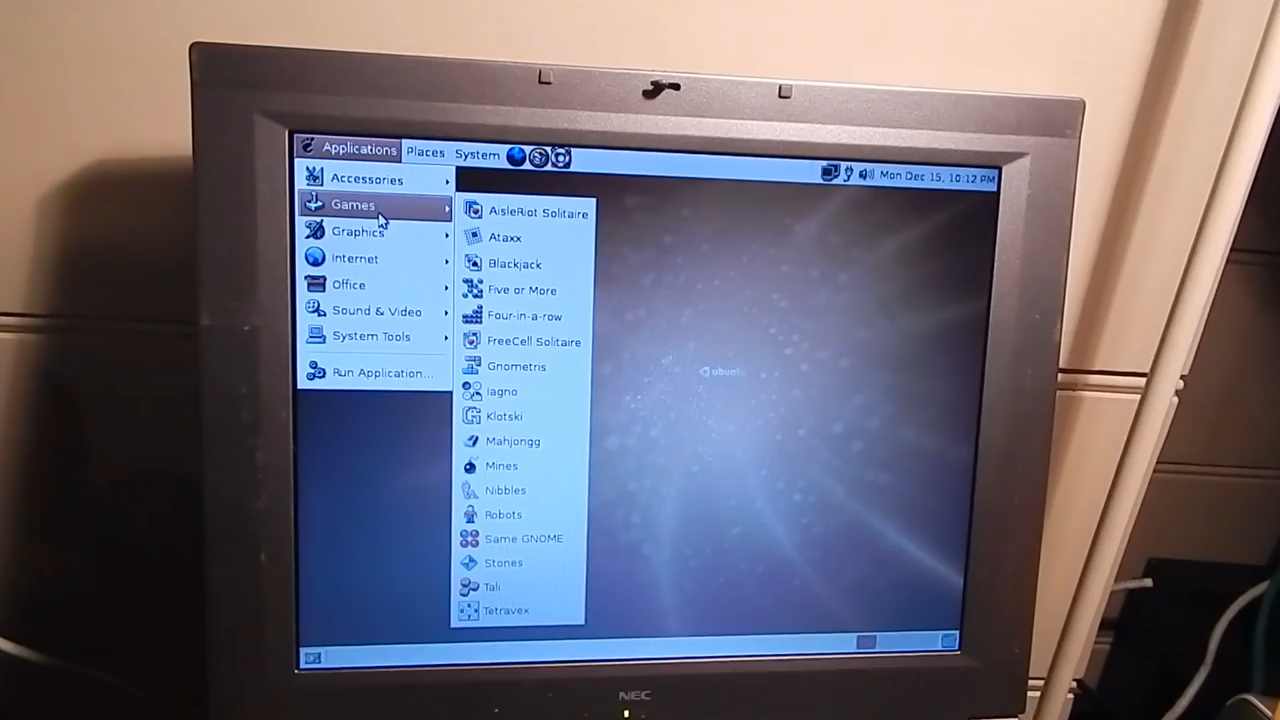 Applications Places System Mon Dec 15, 10:12 PM
Accessories
Games
Graphics
Internet
Office
Sound & Video
System Tools
Run Application...
AisleRiot Solitaire
Ataxx
Blackjack
Five or More
Four-in-a-row
FreeCell Solitaire
Gnometris
Iagno
Klotski
Mahjongg
Mines
Nibbles
Robots
Same GNOME
Stones
Tali
Tetravex
ubuntu
NEC